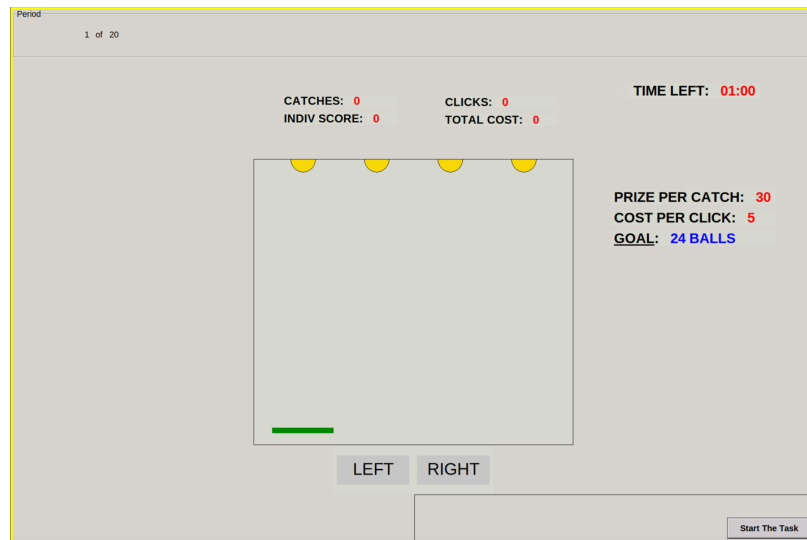 Period
1 of 20
TIME LEFT: 01:00
CATCHES: 0
CLICKS: 0
INDIV SCORE: 0
TOTAL COST: 0
PRIZE PER CATCH: 30
COST PER CLICK: 5
GOAL: 24 BALLS
LEFT
RIGHT
Start The Task